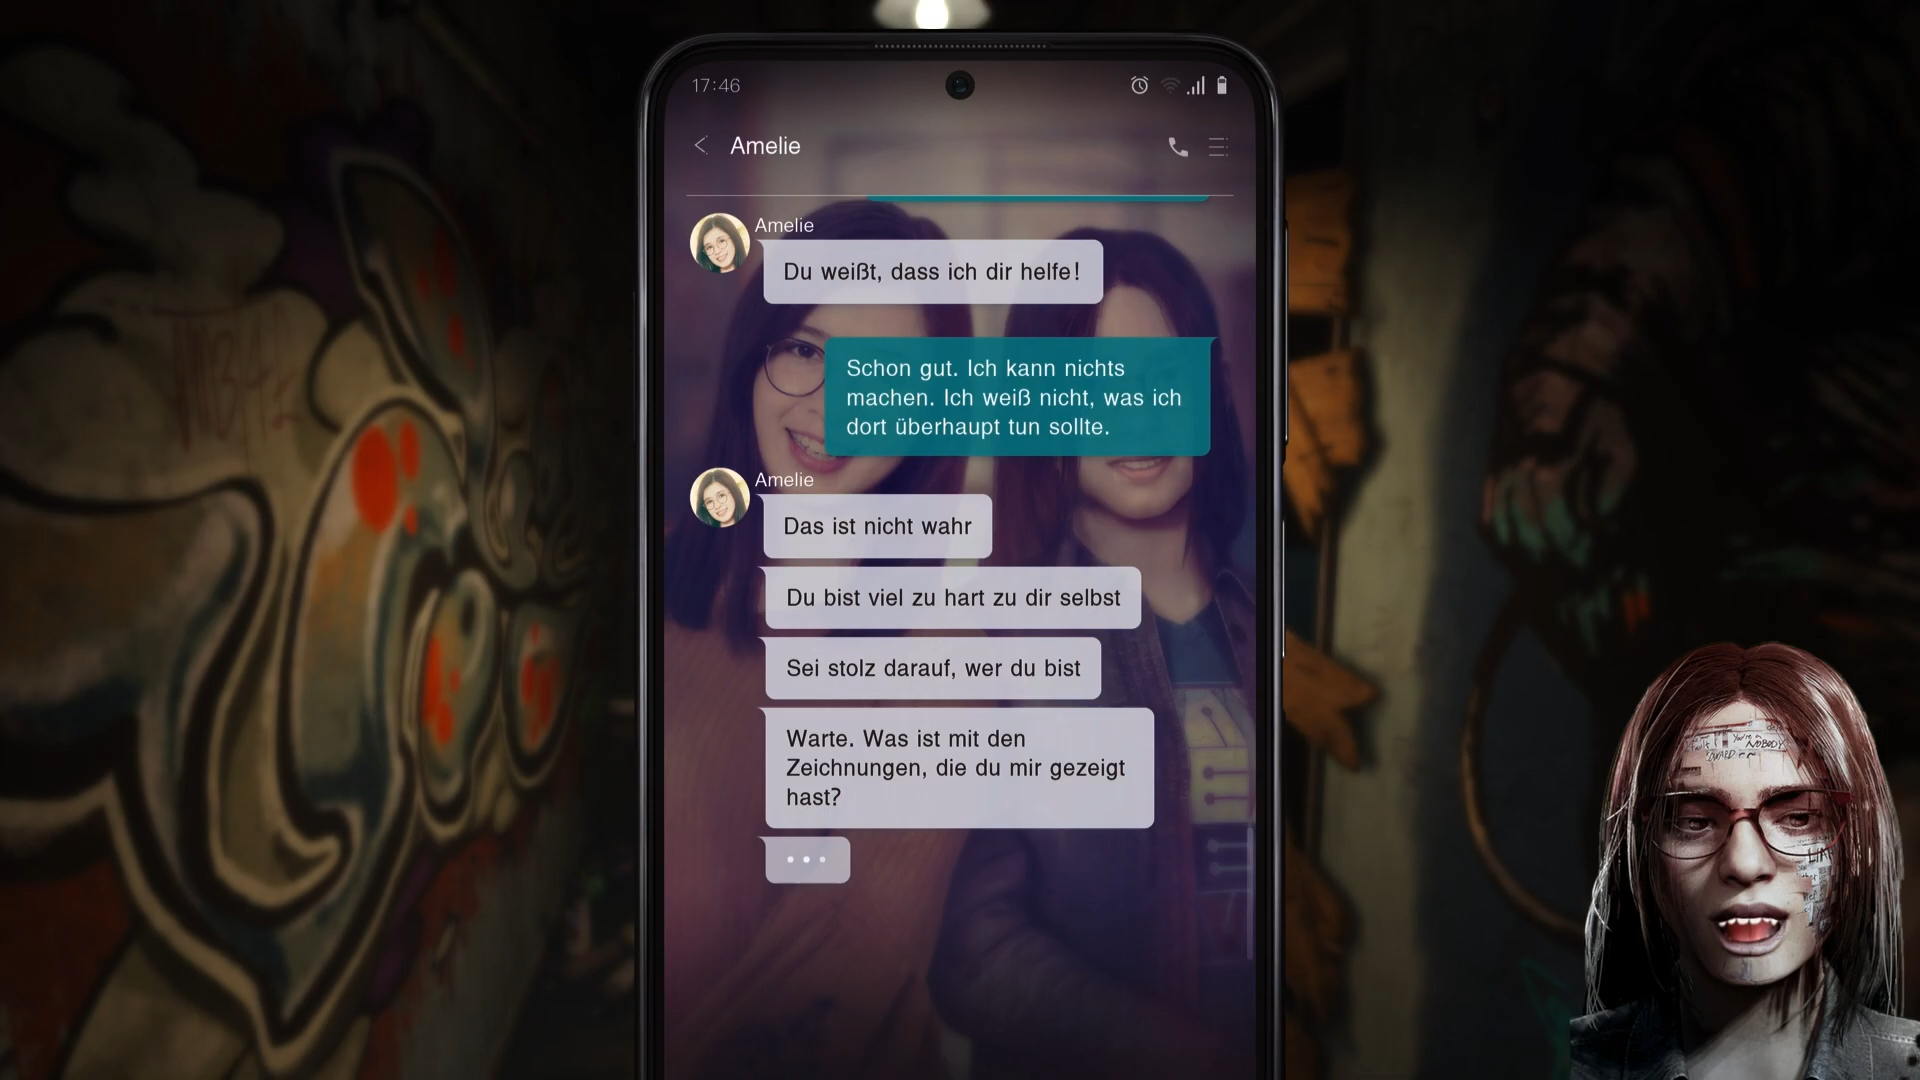 17:46
Amelie
Amelie
Du weißt, dass ich dir helfe!
Schon gut. Ich kann nichts
machen. Ich weiß nicht, was ich
dort überhaupt tun sollte.
Amelie
Das ist nicht wahr
Du bist viel zu hart zu dir selbst
Sei stolz darauf, wer du bist
Warte. Was ist mit den
Zeichnungen, die du mir gezeigt
hast?
NOBODY